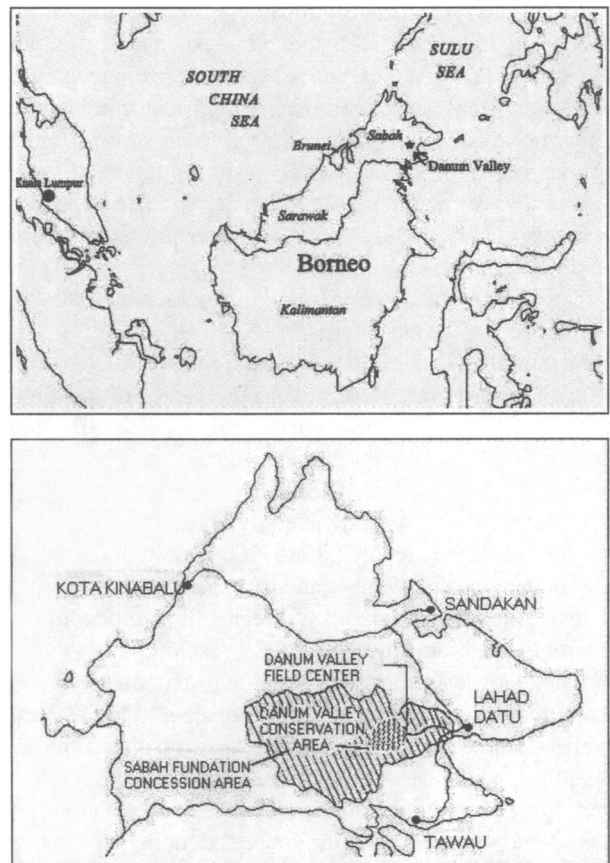 SULU
SEA
SOUTH
CHINA
SEA
Brunei
Sabah
Danum Valley
Kuala Lumpur
Sarawak
Borneo
Kalimantan
KOTA KINABALU
SANDAKAN
DANUM VALLEY
FIELD CENTER
LAHAD
DATU
DANUM VALLEY
CONSERVATION
AREA
SABAH FUNDATION
CONCESSION AREA
TAWAU